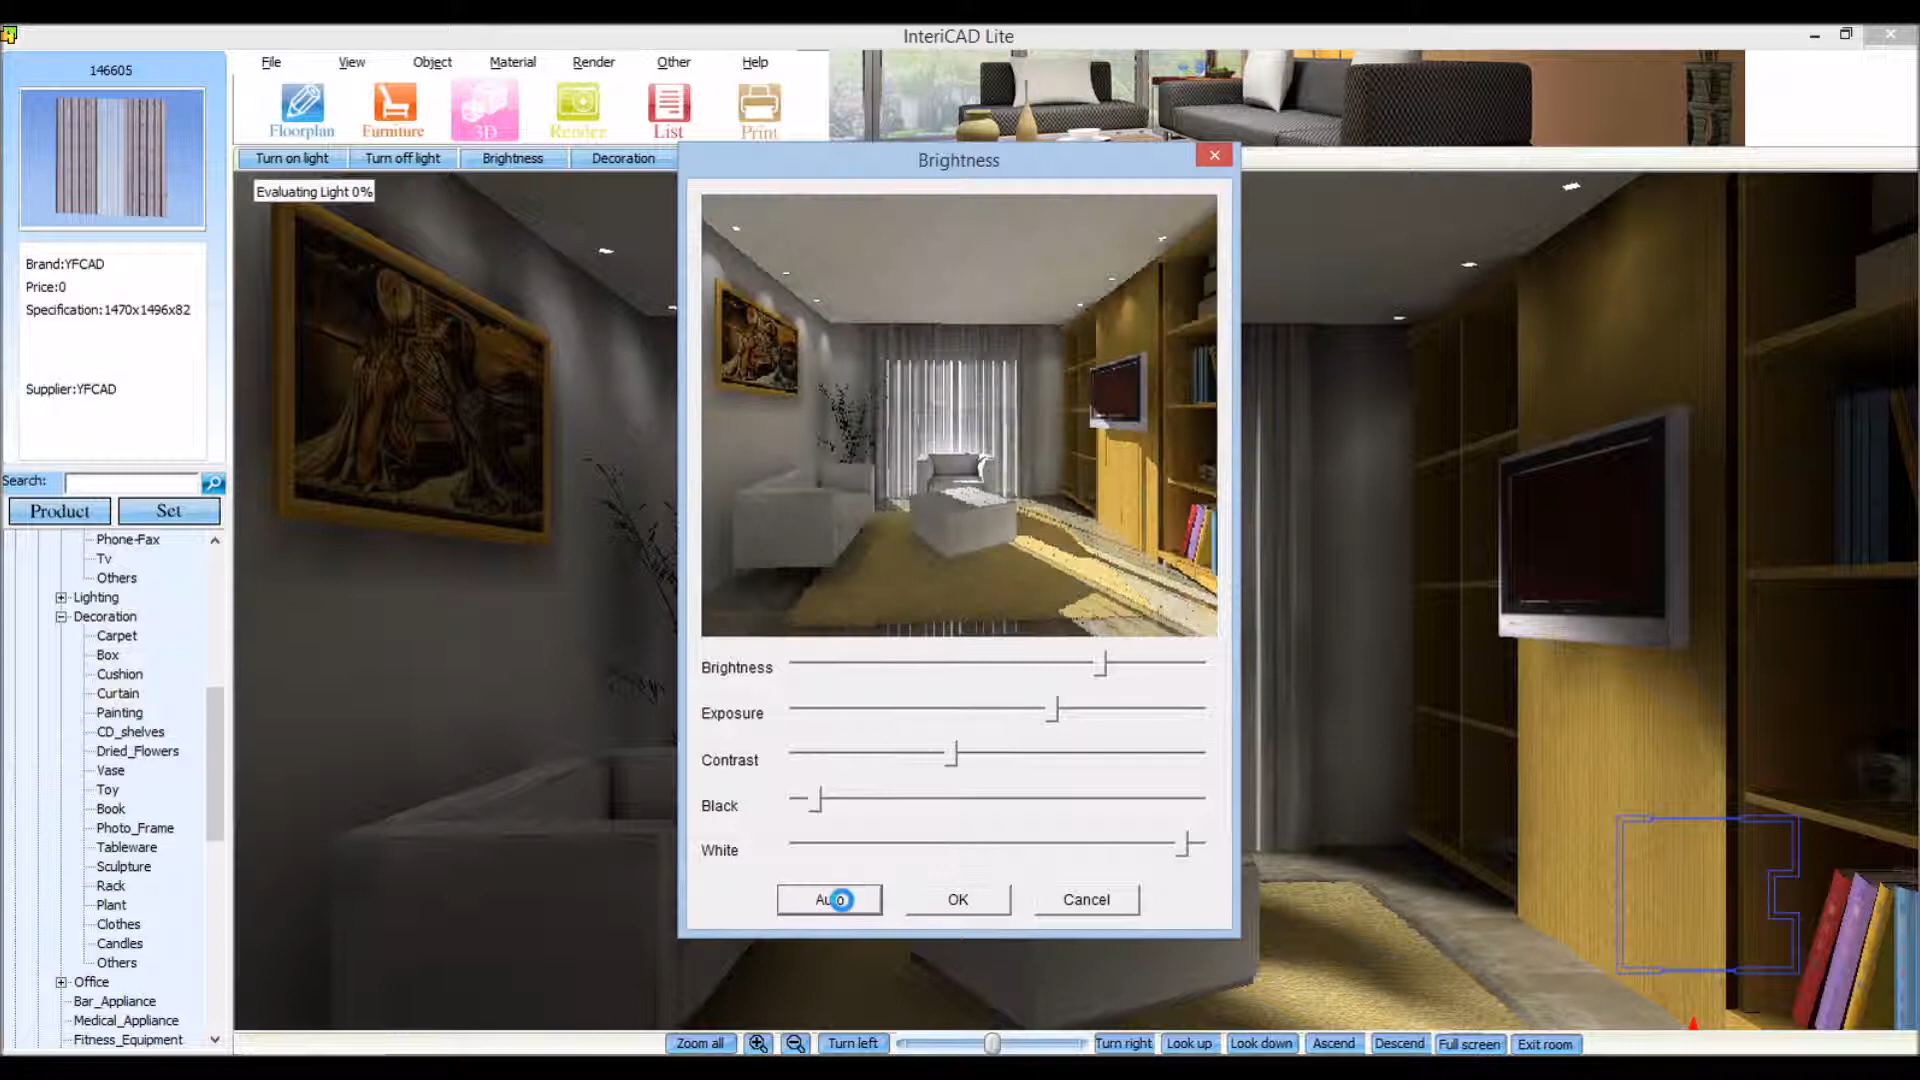 InteriCAD Lite
146605
File View Object Material Render Other Help
Floorplan Furniture 3D Render List Print
Turn on light Turn off light Brightness Decoration
Evaluating Light 0%
Brand:YFCAD
Price:0
Specification:1470x1496x82
Supplier:YFCAD
Search:
Product Set
Phone-Fax
Tv
Others
Lighting
Decoration
Carpet
Box
Cushion
Curtain
Painting
CD_shelves
Dried_Flowers
Vase
Toy
Book
Photo_Frame
Tableware
Sculpture
Rack
Plant
Clothes
Candles
Others
Office
Bar_Appliance
Medical_Appliance
Fitness_Equipment
Brightness
Brightness
Exposure
Contrast
Black
White
Auto OK Cancel
Zoom all Turn left Turn right Look up Look down Ascend Descend Full screen Exit room